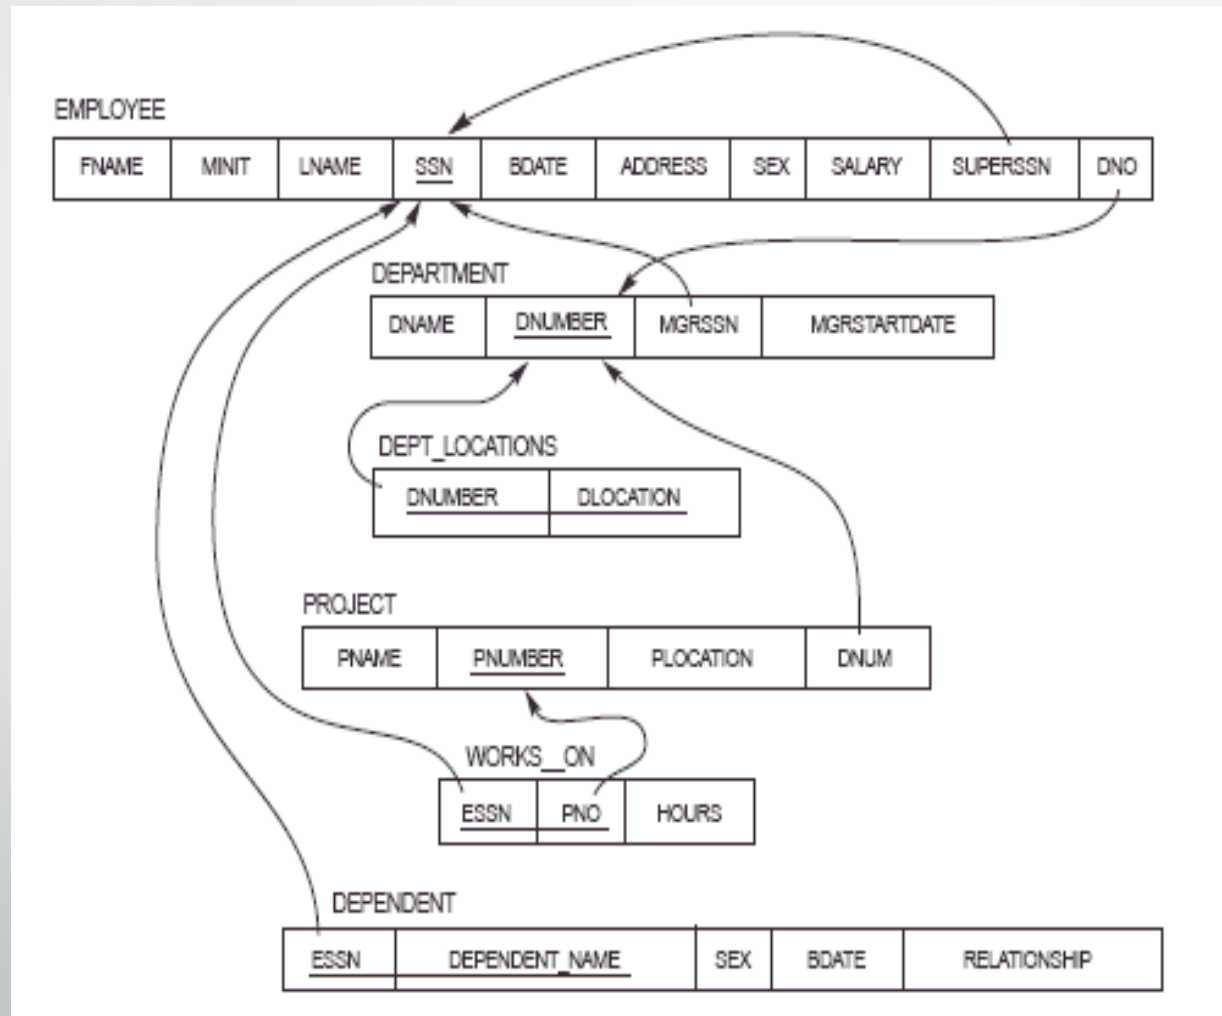 EMPLOYEE
FNAME MINIT LNAME SSN BDATE ADDRESS SEX SALARY SUPERSSN DNO
DEPARTMENT
DNAME DNUMBER MGRSSN MGRSTARTDATE
DEPT_LOCATIONS
DNUMBER DLOCATION
PROJECT
PNAME PNUMBER PLOCATION DNUM
WORKS_ON
ESSN PNO HOURS
DEPENDENT
ESSN DEPENDENT_NAME SEX BDATE RELATIONSHIP